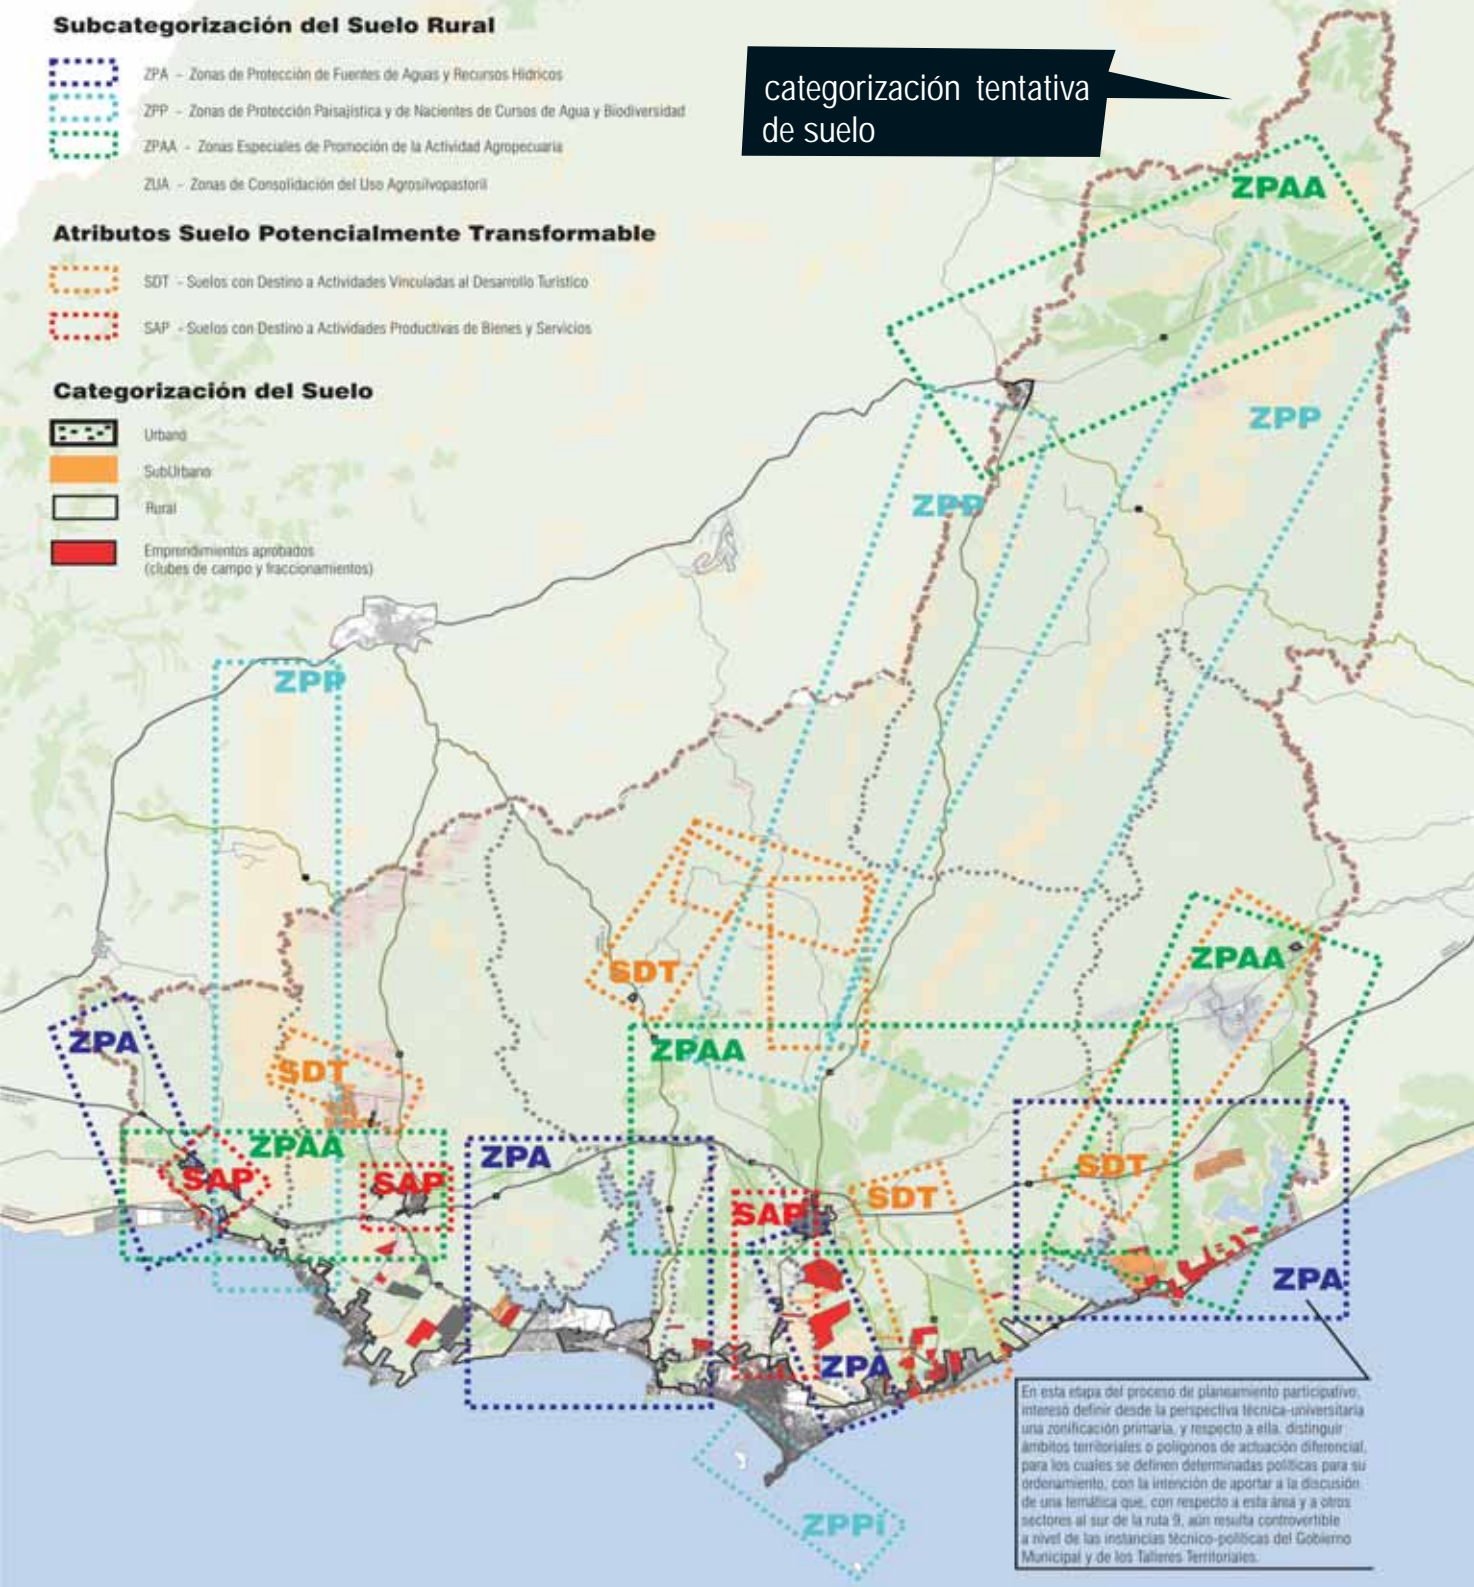 Subcategorización del Suelo Rural
ZPA - Zonas de Protección de Fuentes de Aguas y Recursos Hídricos
ZPP - Zonas de Protección Paisajística y de Nacientes de Cursos de Agua y Biodiversidad
ZPAA - Zonas Especiales de Promoción de la Actividad Agropecuaria
ZUA - Zonas de Consolidación del Uso Agrosilvopastoril
Atributos Suelo Potencialmente Transformable
SDT - Suelos con Destino a Actividades Vinculadas al Desarrollo Turístico
SAP - Suelos con Destino a Actividades Productivas de Bienes y Servicios
Categorización del Suelo
Urbano
SubUrbano
Rural
Emprendimientos aprobados
(clubes de campo y fraccionamientos)
categorización tentativa
de suelo
ZPAA
ZPP
ZPP
ZPP
ZPAA
SDT
ZPA
ZPAA
SDT
ZPAA
ZPA
SDT
SAP
SAP
SDT
SAP
ZPA
ZPA
ZPPi
En esta etapa del proceso de planeamiento participativo,
interesó definir desde la perspectiva técnica-universitaria
una zonificación primaria, y respecto a ella, distinguir
ámbitos territoriales o polígonos de actuación diferencial,
para los cuales se definen determinadas políticas para su
ordenamiento, con la intención de aportar a la discusión
de una temática que, con respecto a esta área y a otros
sectores al sur de la ruta 9, aún resulta controvertible
a nivel de las instancias técnico-políticas del Gobierno
Municipal y de los Talleres Territoriales.